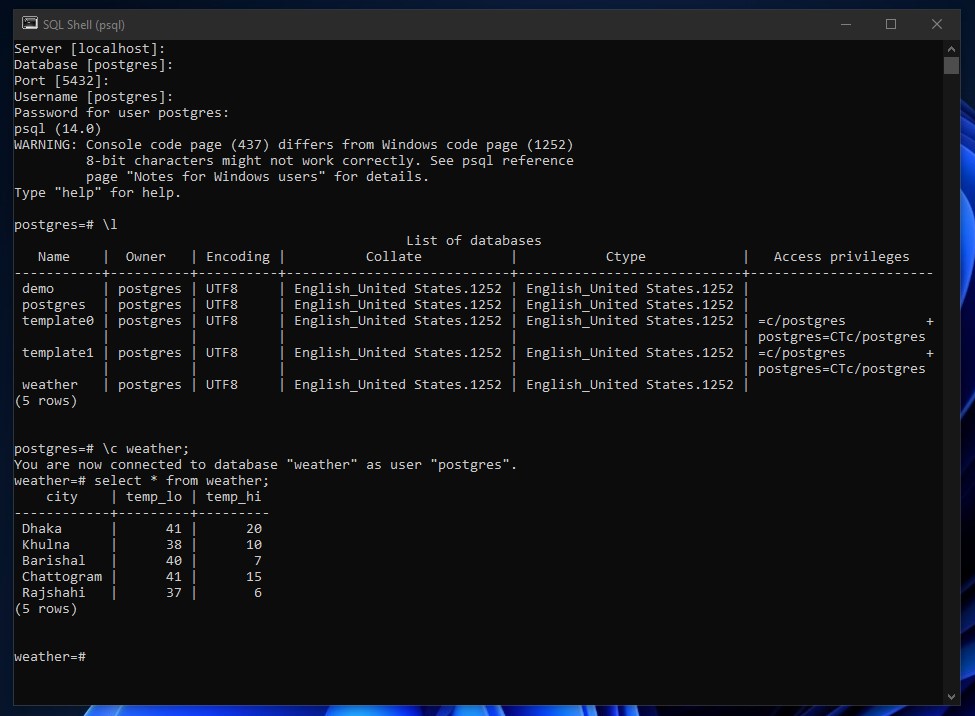 SQL Shell (psql)
Server [localhost]:
Database [postgres]:
Port [5432]:
Username [postgres]:
Password for user postgres:
psql (14.0)
WARNING: Console code page (437) differs from Windows code page (1252)
         8-bit characters might not work correctly. See psql reference
         page "Notes for Windows users" for details.
Type "help" for help.

postgres=# \l
                                                 List of databases
   Name    |  Owner   | Encoding |          Collate           |           Ctype            |   Access privileges
-----------+----------+----------+----------------------------+----------------------------+-----------------------
 demo      | postgres | UTF8     | English_United States.1252 | English_United States.1252 |
 postgres  | postgres | UTF8     | English_United States.1252 | English_United States.1252 |
 template0 | postgres | UTF8     | English_United States.1252 | English_United States.1252 | =c/postgres          +
           |          |          |                            |                            | postgres=CTc/postgres
 template1 | postgres | UTF8     | English_United States.1252 | English_United States.1252 | =c/postgres          +
           |          |          |                            |                            | postgres=CTc/postgres
 weather   | postgres | UTF8     | English_United States.1252 | English_United States.1252 |
(5 rows)

postgres=# \c weather;
You are now connected to database "weather" as user "postgres".
weather=# select * from weather;
    city    | temp_lo | temp_hi
------------+---------+---------
 Dhaka      |      41 |      20
 Khulna     |      38 |      10
 Barishal   |      40 |       7
 Chattogram |      41 |      15
 Rajshahi   |      37 |       6
(5 rows)

weather=#